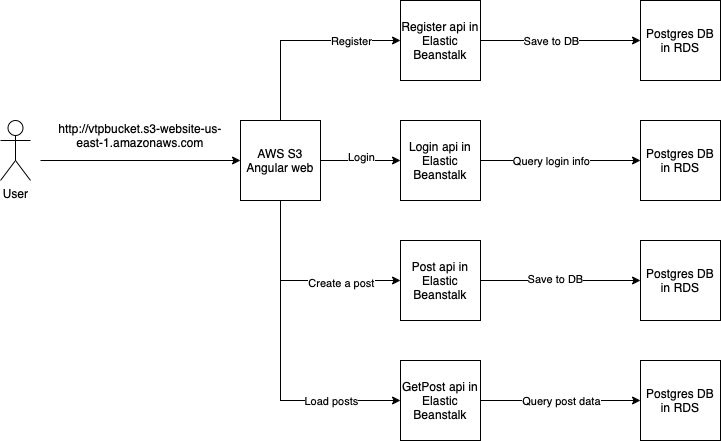 Register api in
Elastic
Beanstalk
Postgres DB
in RDS
Register
Save to DB
http://vtpbucket.s3-website-us-
east-1.amazonaws.com
User
AWS S3
Angular web
Login
Login api in
Elastic
Beanstalk
Query login info
Postgres DB
in RDS
Create a post
Post api in
Elastic
Beanstalk
Save to DB
Postgres DB
in RDS
Load posts
GetPost api in
Elastic
Beanstalk
Query post data
Postgres DB
in RDS